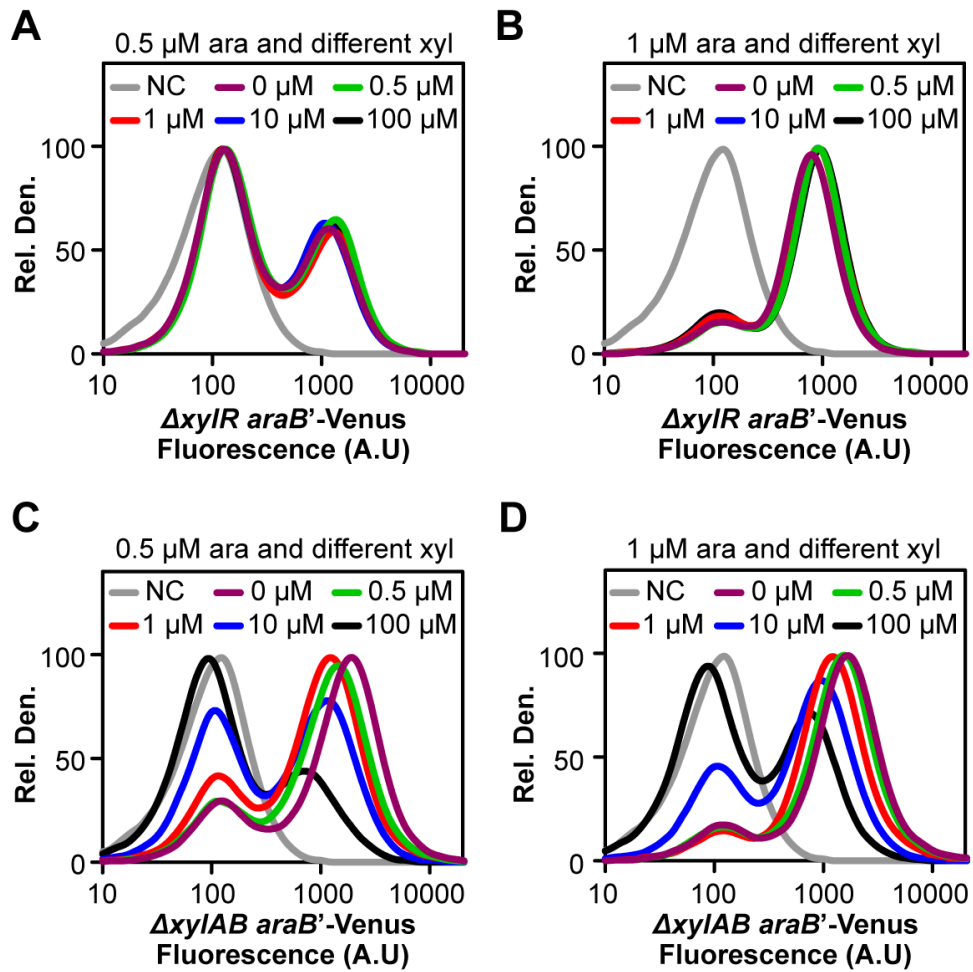 A
0.5 µM ara and different xyl
NC 0 µM 0.5 µM
1 µM 10 µM 100 µM
Rel. Den.
100
50
0
10 100 1000 10000
ΔxylR araB’-Venus
Fluorescence (A.U)
B
1 µM ara and different xyl
NC 0 µM 0.5 µM
1 µM 10 µM 100 µM
Rel. Den.
100
50
0
10 100 1000 10000
ΔxylR araB’-Venus
Fluorescence (A.U)
C
0.5 µM ara and different xyl
NC 0 µM 0.5 µM
1 µM 10 µM 100 µM
Rel. Den.
100
50
0
10 100 1000 10000
ΔxylAB araB’-Venus
Fluorescence (A.U)
D
1 µM ara and different xyl
NC 0 µM 0.5 µM
1 µM 10 µM 100 µM
Rel. Den.
100
50
0
10 100 1000 10000
ΔxylAB araB’-Venus
Fluorescence (A.U)